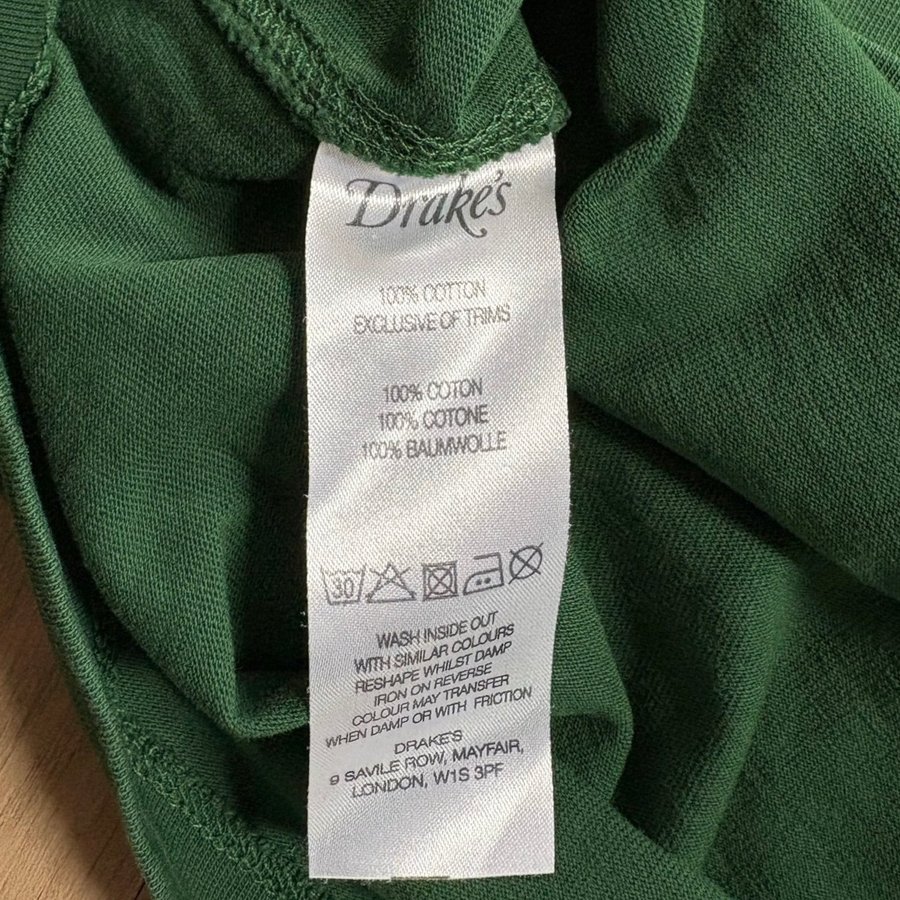 Drake's
100% COTTON
EXCLUSIVE OF TRIMS
100% COTON
100% COTONE
100% BAUMWOLLE
30
WASH INSIDE OUT
WITH SIMILAR COLOURS
RESHAPE WHILST DAMP
IRON ON REVERSE
COLOUR MAY TRANSFER
WHEN DAMP OR WITH FRICTION
DRAKE'S
9 SAVILE ROW, MAYFAIR,
LONDON, W1S 3PF